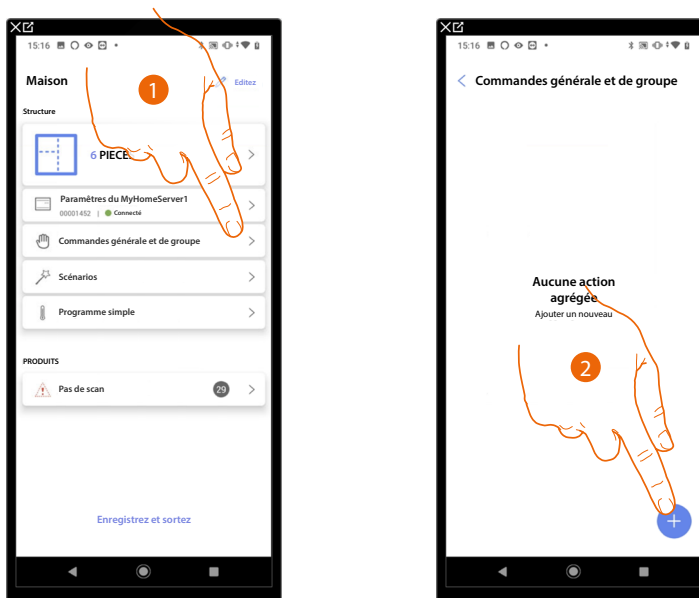 15:16
Maison
Editez
Structure
6 PIECE
Paramètres du MyHomeServer1
00001452 | Connecté
Commandes générale et de groupe
Scénarios
Programme simple
PRODUITS
Pas de scan 29
Enregistrez et sortez
1
15:16
Commandes générale et de groupe
Aucune action
agrégée
Ajouter un nouveau
2